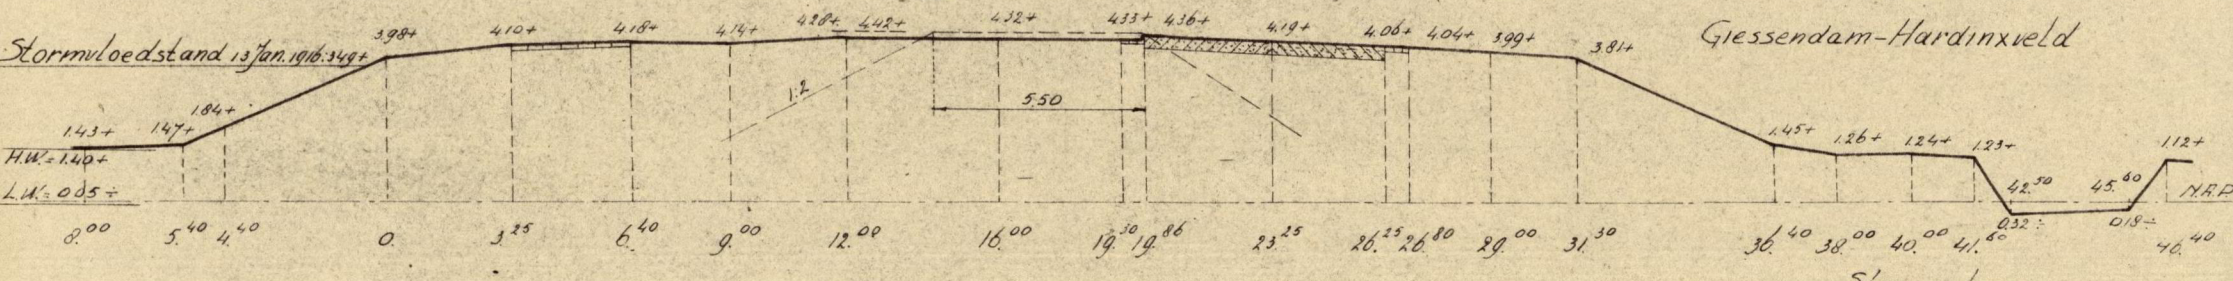 3.98+ 4.10+ 4.18+ 4.14+ 4.28+ 4.42+ 4.32+ 4.33+ 4.36+ 4.19+ 4.06+ 4.04+ 3.99+ 3.81+
Giessendam-Hardinxveld
Stormvloedstand 13 Jan. 1916: 3.49+
1:2
5.50
1.43+ 1.47+ 1.84+ 1.45+ 1.26+ 1.24+ 1.23+ 1.12+
H.W.=1.40+
L.W.=0.05÷
42.50 45.60 N.A.P.
0.32÷ 0.18÷
8.00 5.40 4.40 0. 3.25 6.40 9.00 12.00 16.00 19.30 19.86 23.25 26.25 26.80 29.00 31.30 36.40 38.00 40.00 41.60 46.40